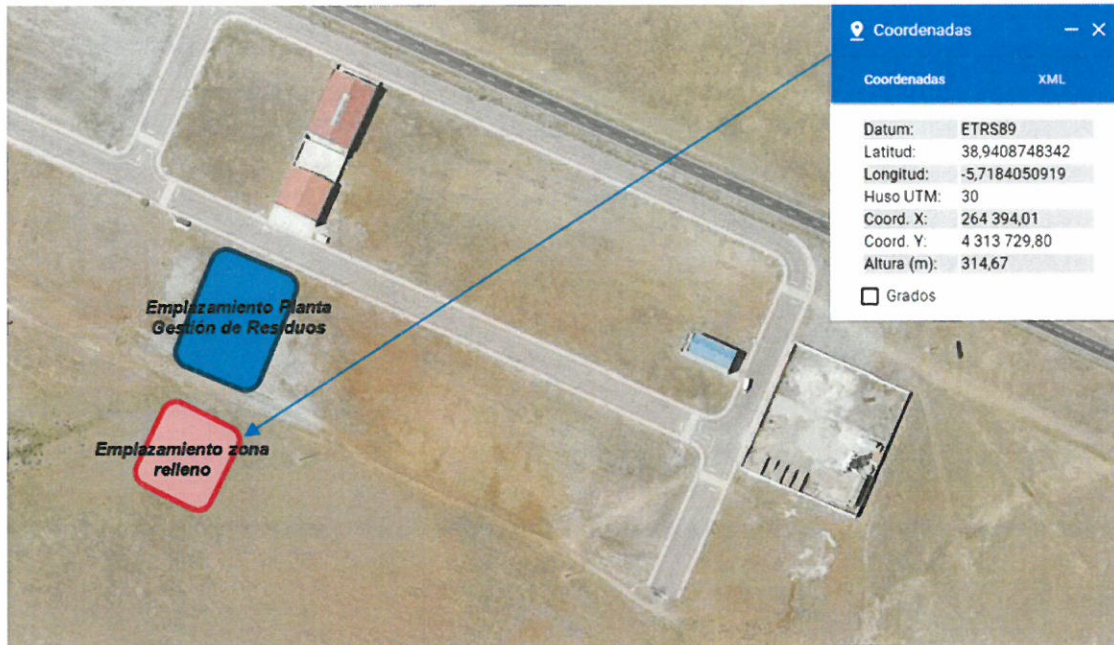 Coordenadas
Coordenadas XML
Datum: ETRS89
Latitud: 38,9408748342
Longitud: -5,7184050919
Huso UTM: 30
Coord. X: 264 394,01
Coord. Y: 4 313 729,80
Altura (m): 314,67
Grados
Emplazamiento Planta
Gestión de Residuos
Emplazamiento zona
relleno